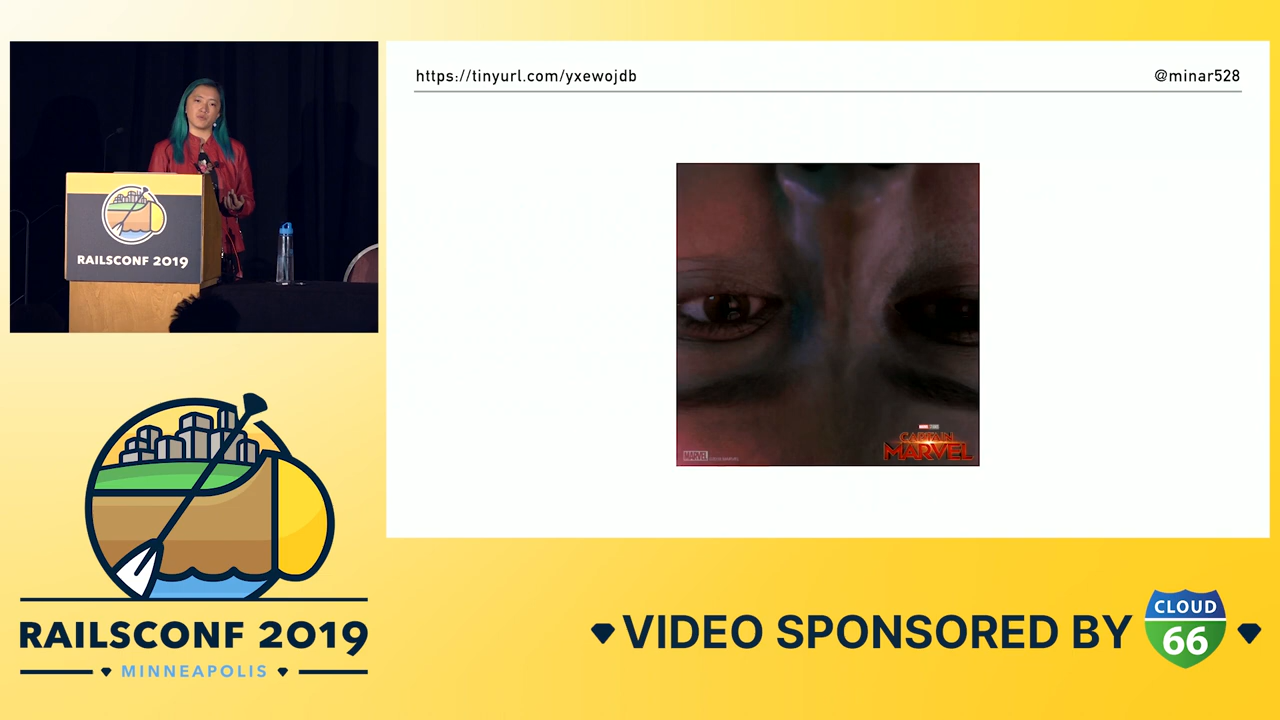 https://tinyurl.com/yxewojdb
@minar528
RAILSCONF 2019
MARVEL
CAPTAIN
MARVEL
RAILSCONF 2019
MINNEAPOLIS
VIDEO SPONSORED BY
CLOUD
66